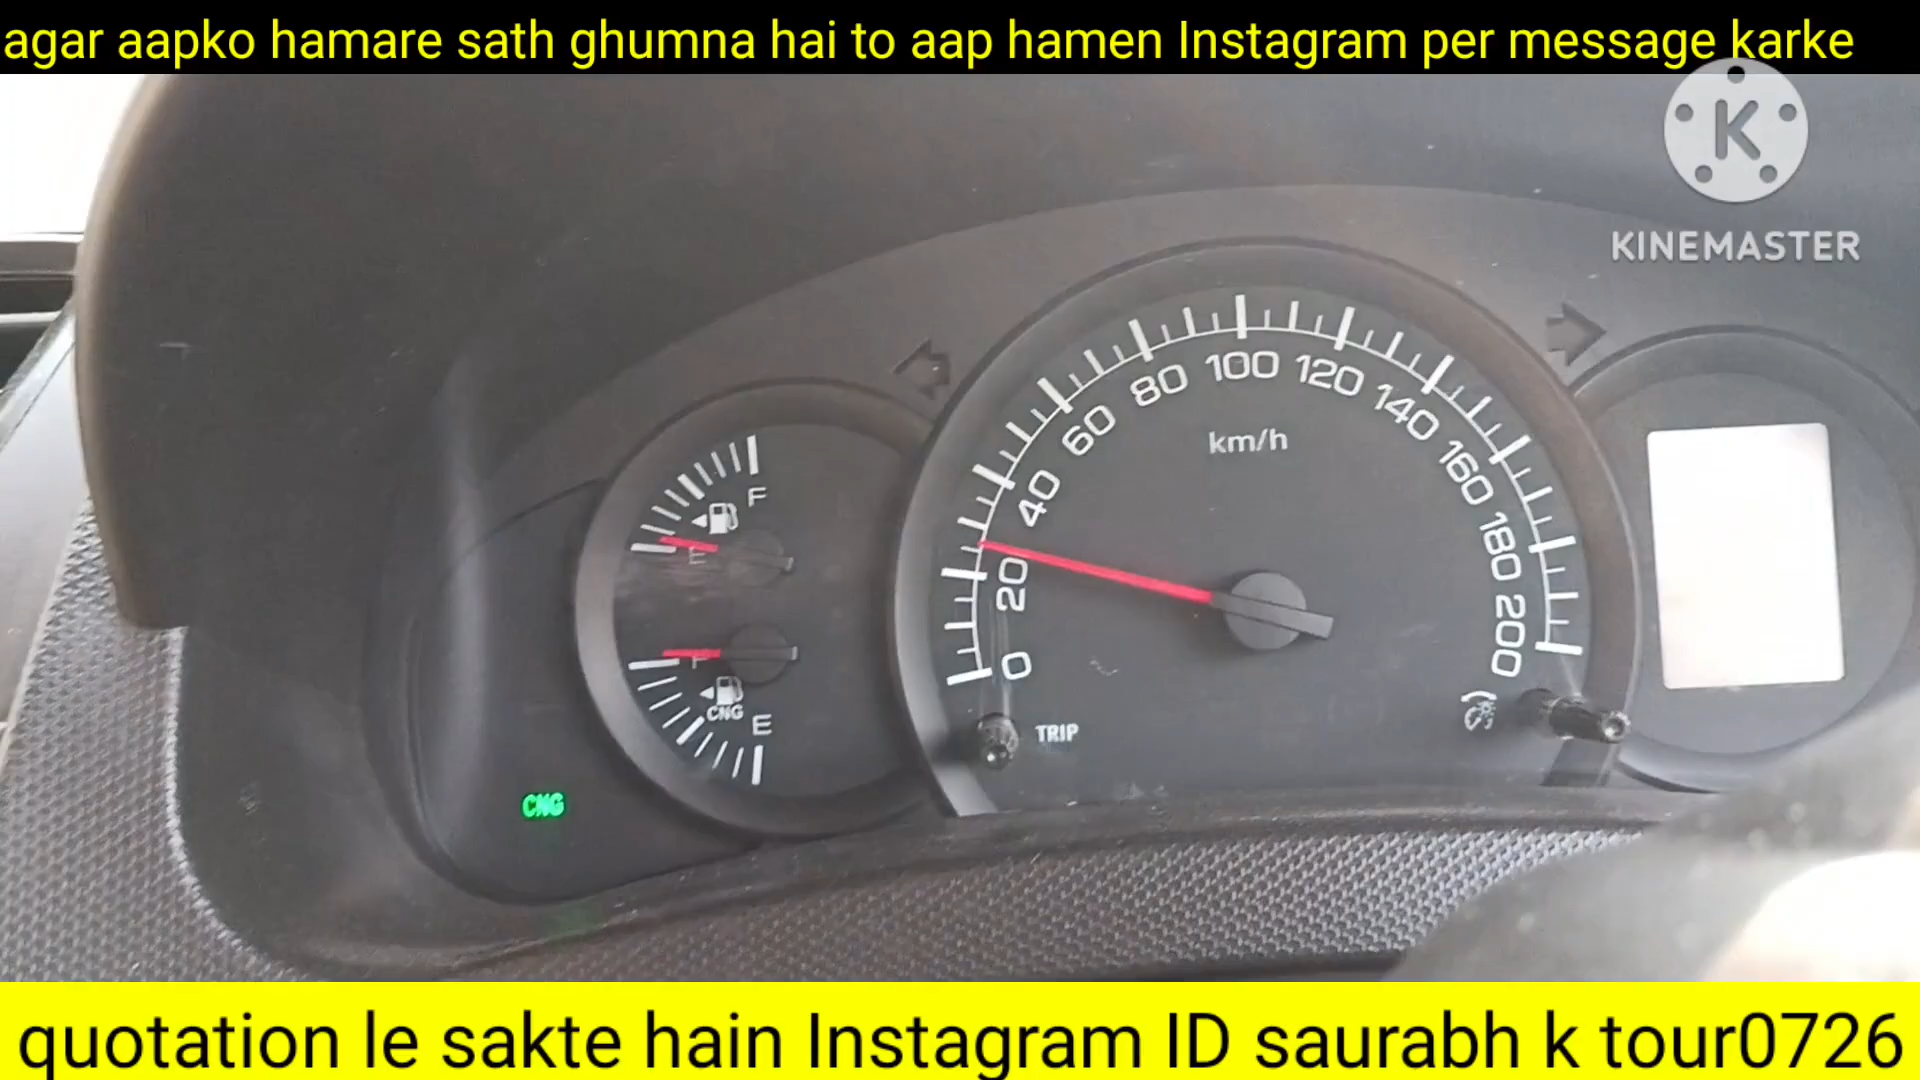 agar aapko hamare sath ghumna hai to aap hamen Instagram per message karke
K
KINEMASTER
0 20 40 60 80 100 120 140 160 180 200
km/h
F
E
F
CNG
E
TRIP
CNG
quotation le sakte hain Instagram ID saurabh k tour0726